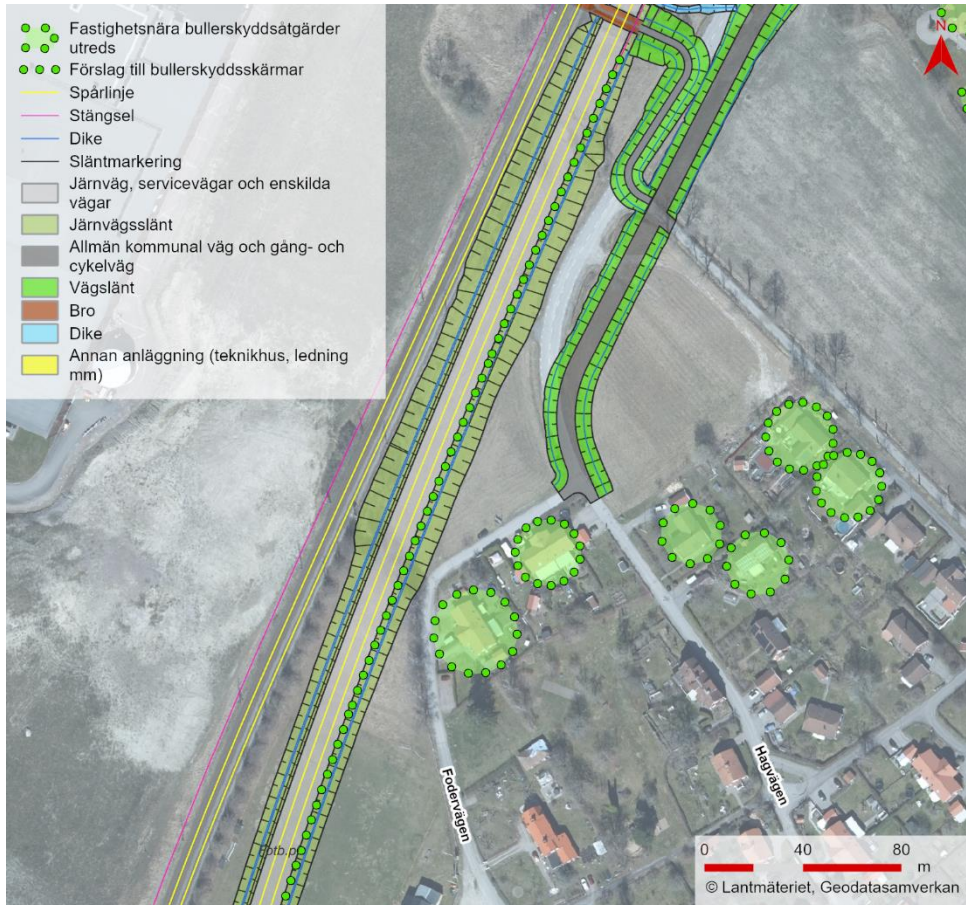 Fastighetsnära bullerskyddsåtgärder
utreds
Förslag till bullerskyddsskärmar
Spårlinje
Stängsel
Dike
Släntmarkering
Järnväg, servicevägar och enskilda
vägar
Järnvägsslänt
Allmän kommunal väg och gång- och
cykelväg
Vägslänt
Bro
Dike
Annan anläggning (teknikhus, ledning
mm)
N
Fodervägen
Hagvägen
0 40 80
m
© Lantmäteriet, Geodatasamverkan